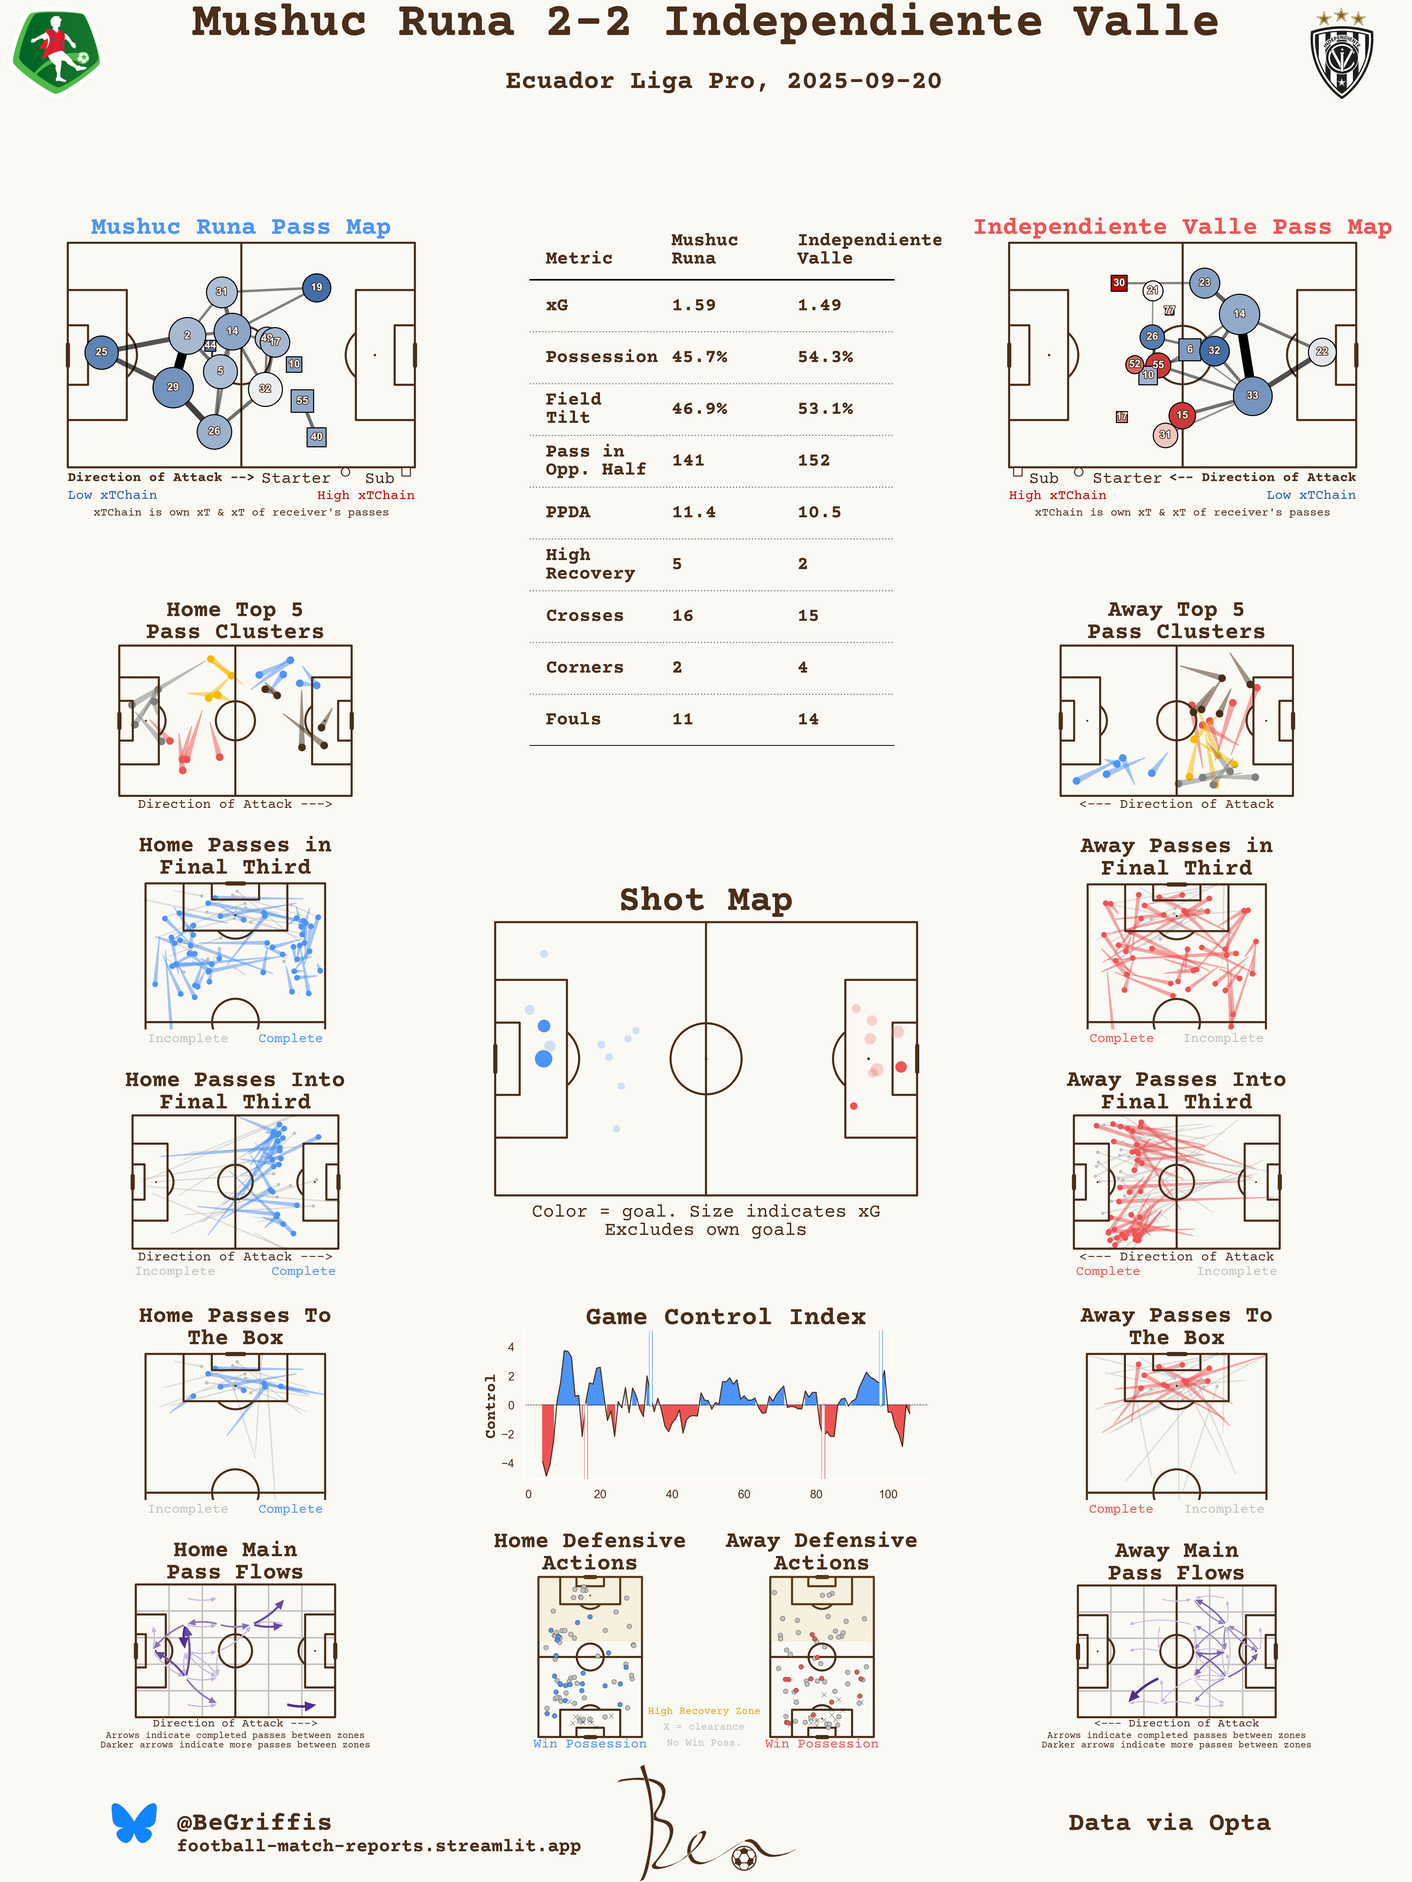 Mushuc Runa 2-2 Independiente Valle
Ecuador Liga Pro, 2025-09-20
INDEPENDIENTE
Mushuc Runa Pass Map
31
19
2
14
49
17
44
25
10
5
29
32
55
26
40
Direction of Attack --> Starter Sub
Low xTChain High xTChain
xTChain is own xT & xT of receiver's passes
Metric Mushuc Runa Independiente Valle
xG 1.59 1.49
Possession 45.7% 54.3%
Field Tilt 46.9% 53.1%
Pass in Opp. Half 141 152
PPDA 11.4 10.5
High Recovery 5 2
Crosses 16 15
Corners 2 4
Fouls 11 14
Independiente Valle Pass Map
30
21
23
77
14
26
6
32
22
52
55
10
33
17
15
31
Sub Starter <-- Direction of Attack
High xTChain Low xTChain
xTChain is own xT & xT of receiver's passes
Home Top 5
Pass Clusters
Direction of Attack --->
Away Top 5
Pass Clusters
<--- Direction of Attack
Home Passes in
Final Third
Incomplete Complete
Shot Map
Color = goal. Size indicates xG
Excludes own goals
Away Passes in
Final Third
Complete Incomplete
Home Passes Into
Final Third
Direction of Attack --->
Incomplete Complete
Away Passes Into
Final Third
<--- Direction of Attack
Complete Incomplete
Home Passes To
The Box
Incomplete Complete
Game Control Index
Control
4
2
0
−2
−4
0 20 40 60 80 100
Away Passes To
The Box
Complete Incomplete
Home Main
Pass Flows
Direction of Attack --->
Arrows indicate completed passes between zones
Darker arrows indicate more passes between zones
Home Defensive
Actions
Win Possession
Away Defensive
Actions
Win Possession
High Recovery Zone
X = clearance
No Win Poss.
Away Main
Pass Flows
<--- Direction of Attack
Arrows indicate completed passes between zones
Darker arrows indicate more passes between zones
@BeGriffis
football-match-reports.streamlit.app
Ben
Data via Opta